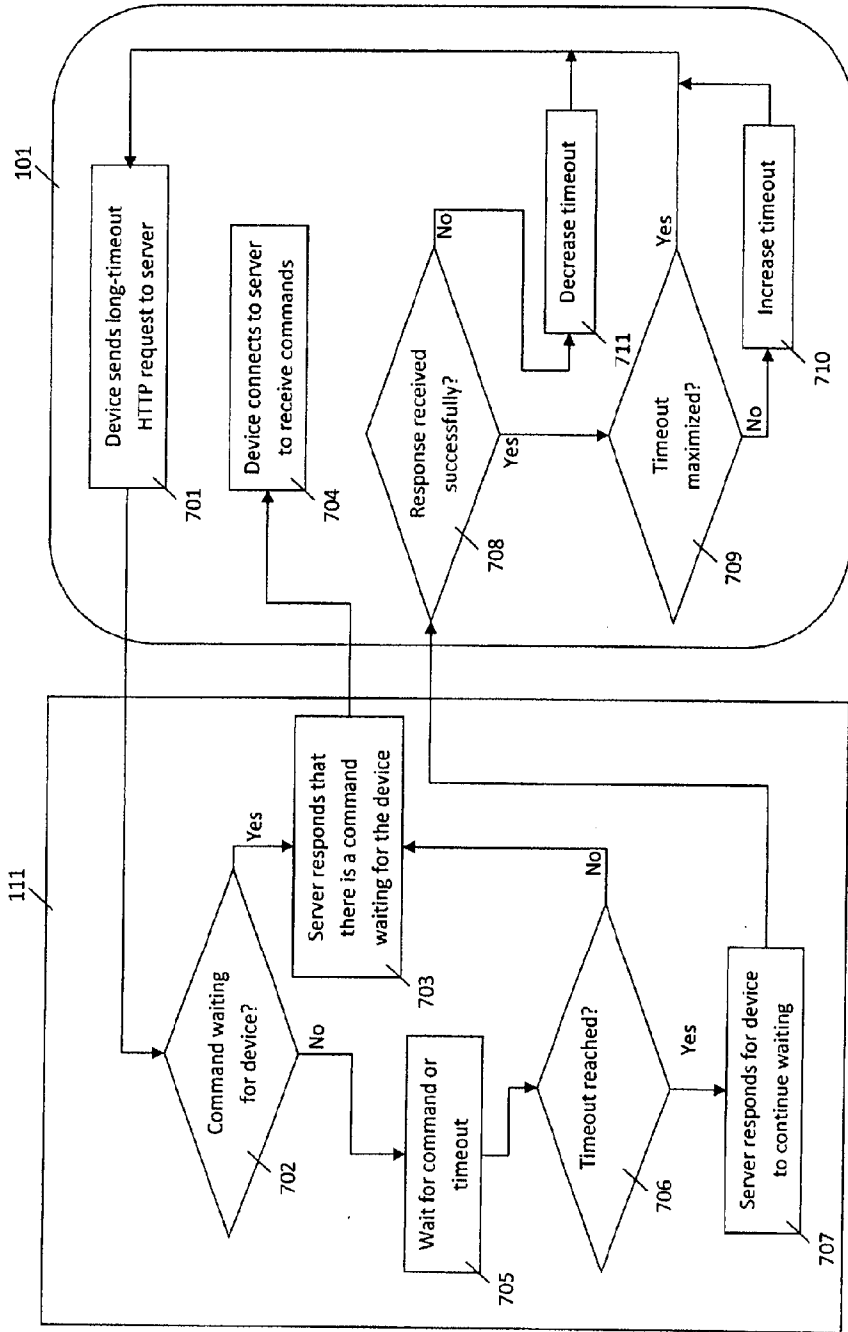 111
Command waiting
for device?
702
Yes
No
Server responds that
there is a command
waiting for the device
703
Wait for command or
timeout
705
Timeout reached?
706
No
Yes
Server responds for device
to continue waiting
707
101
Device sends long-timeout
HTTP request to server
701
Device connects to server
to receive commands
704
Response received
successfully?
708
No
Yes
Decrease timeout
711
Timeout
maximized?
709
Yes
No
Increase timeout
710